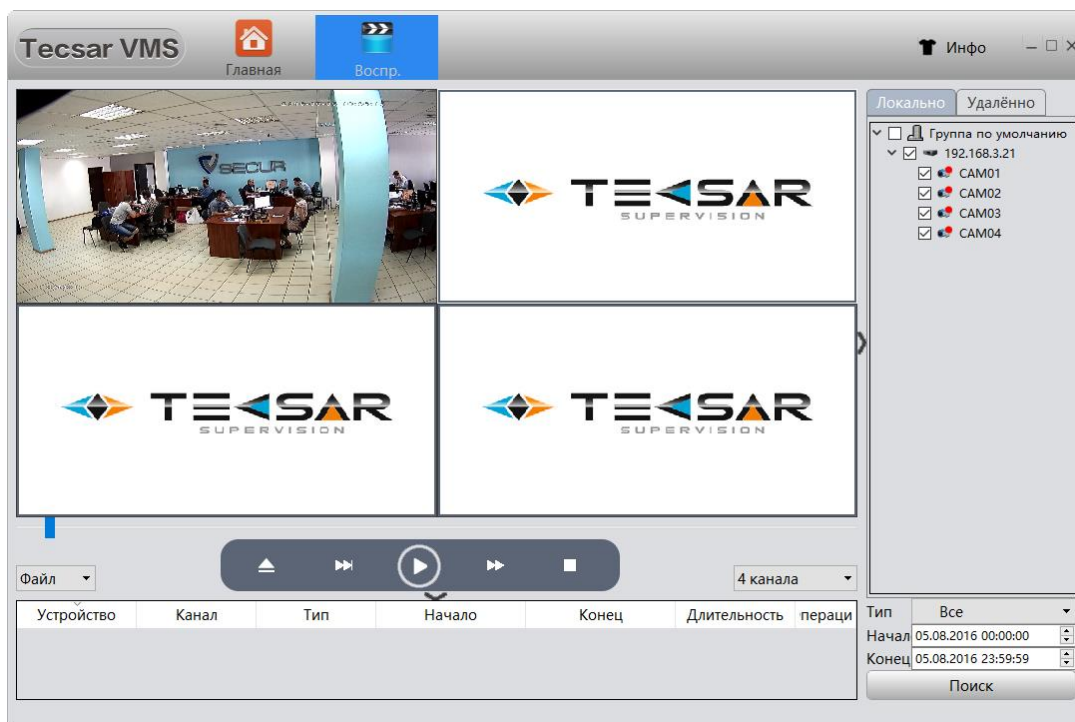 Tecsar VMS
Главная
Воспр.
Инфо
SECUR
TECSAR
SUPERVISION
TECSAR
SUPERVISION
TECSAR
SUPERVISION
Локально
Удалённо
Группа по умолчанию
192.168.3.21
CAM01
CAM02
CAM03
CAM04
Файл
4 канала
Устройство
Канал
Тип
Начало
Конец
Длительность
пераци
Тип
Все
Начал
05.08.2016 00:00:00
Конец
05.08.2016 23:59:59
Поиск